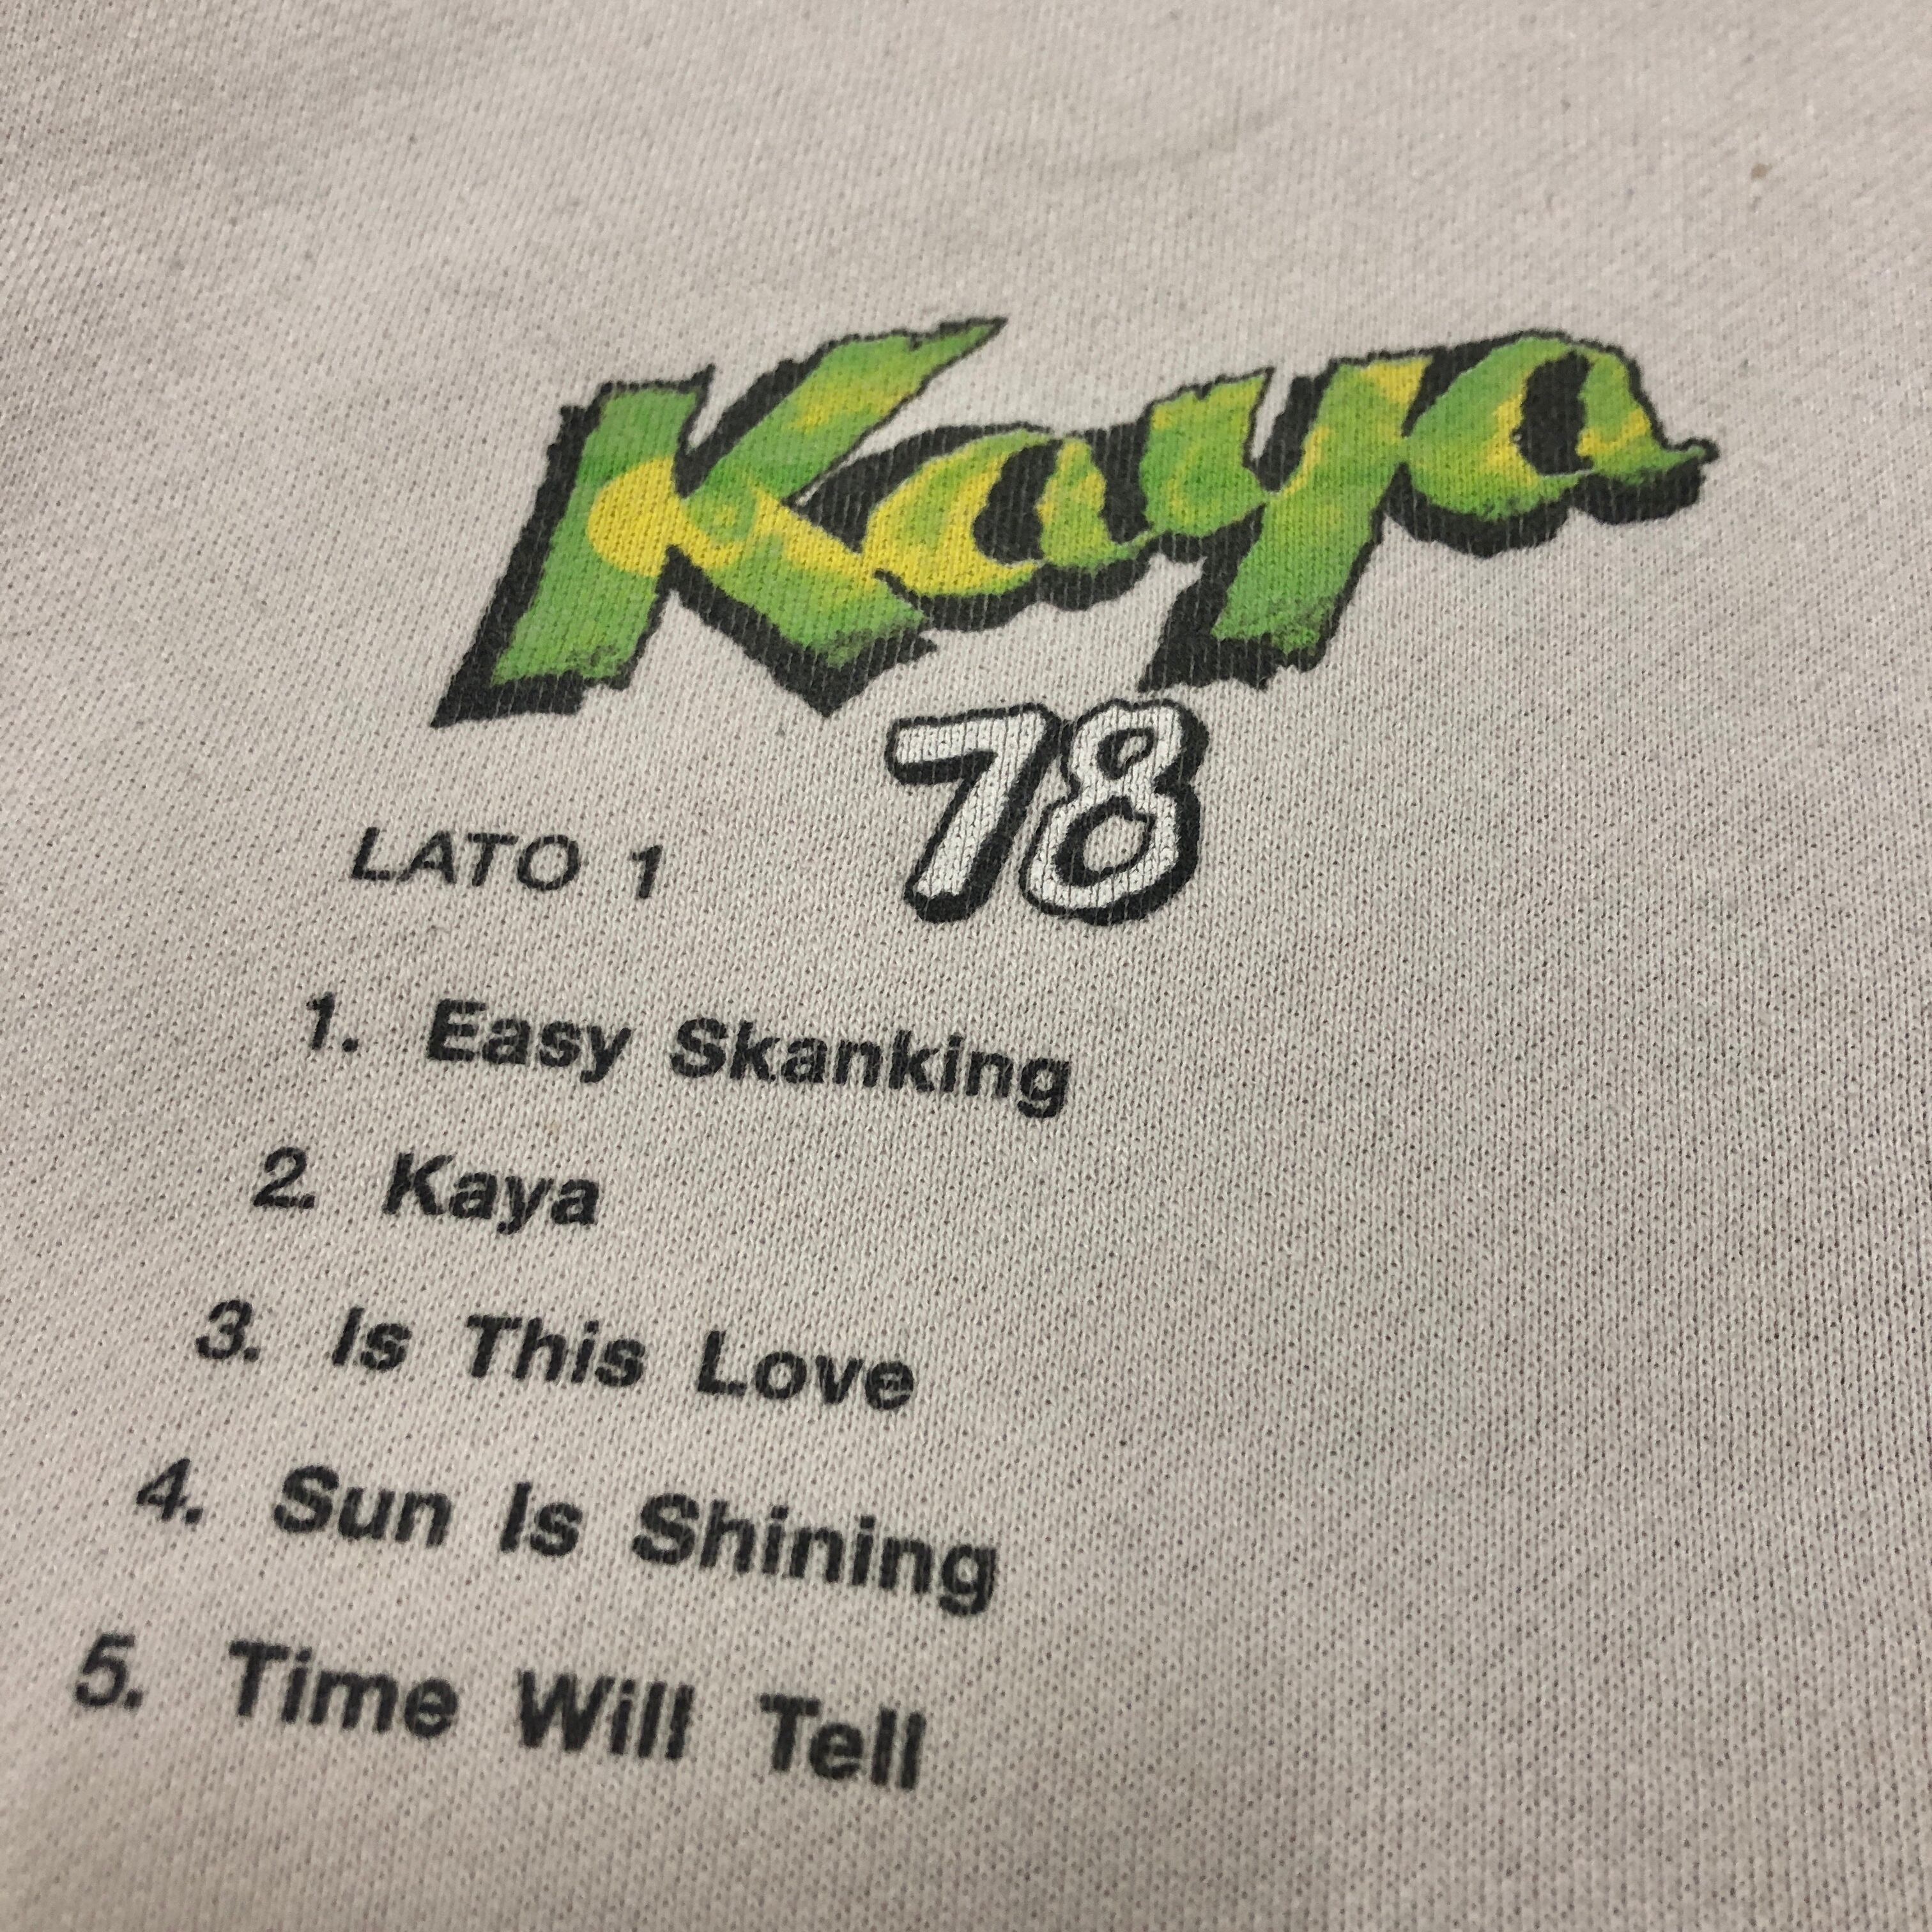 Kaya
78
LATO 1
1. Easy Skanking
2. Kaya
3. Is This Love
4. Sun Is Shining
5. Time Will Tell